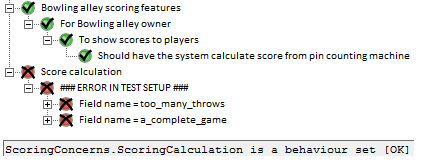 Bowling alley scoring features
For Bowling alley owner
To show scores to players
Should have the system calculate score from pin counting machine
Score calculation
### ERROR IN TEST SETUP ###
Field name = too_many_throws
Field name = a_complete_game
ScoringConcerns.ScoringCalculation is a behaviour set [OK]